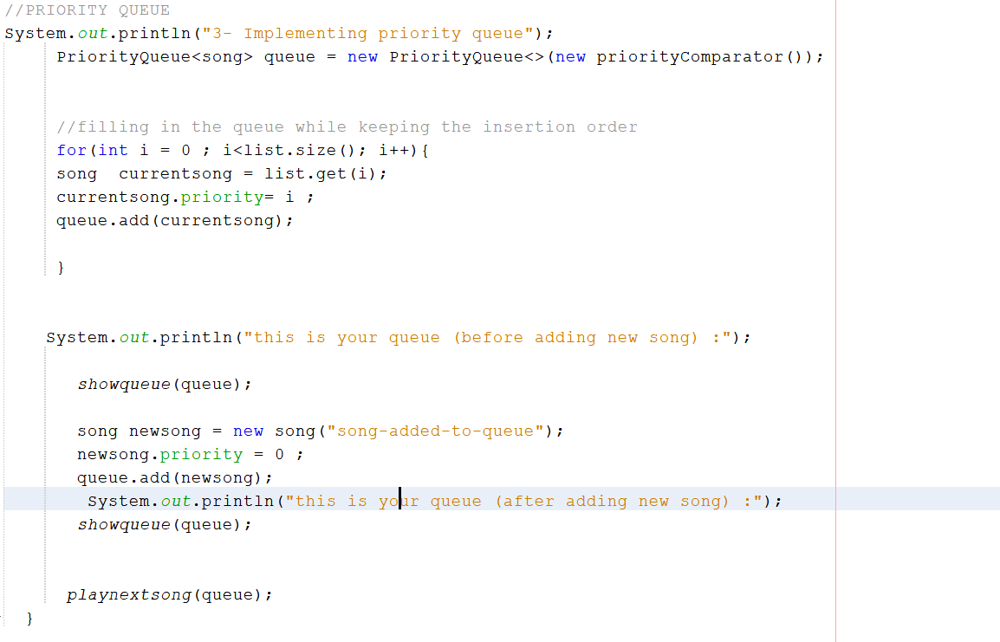 //PRIORITY QUEUE
System.out.println("3- Implementing priority queue");
PriorityQueue<song> queue = new PriorityQueue<>(new priorityComparator());
//filling in the queue while keeping the insertion order
for(int i = 0 ; i<list.size(); i++){
song  currentsong = list.get(i);
currentsong.priority= i ;
queue.add(currentsong);
}
System.out.println("this is your queue (before adding new song) :");
showqueue(queue);
song newsong = new song("song-added-to-queue");
newsong.priority = 0 ;
queue.add(newsong);
System.out.println("this is your queue (after adding new song) :");
showqueue(queue);
playnextsong(queue);
}